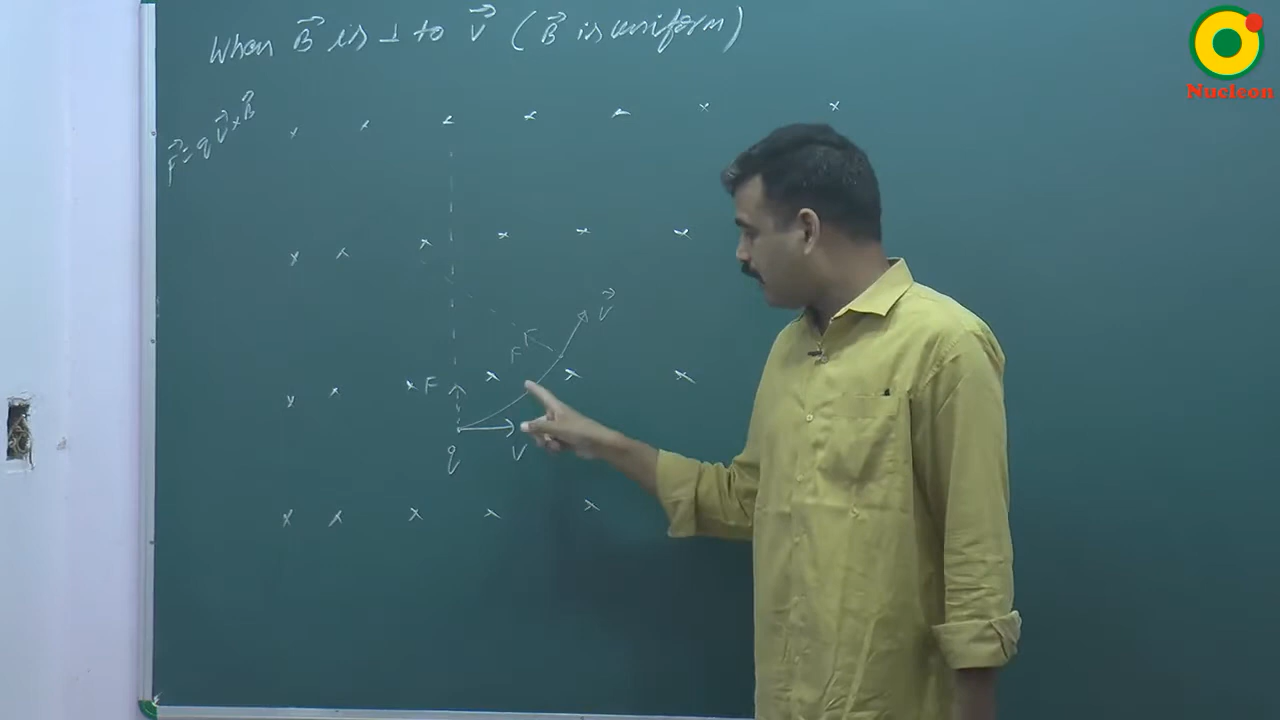 When B⃗ is ⊥ to V⃗ (B⃗ is uniform)
Nucleon
F⃗ = q V⃗ × B⃗
× × × × × × ×
× × × × × ×
V⃗
F
× × × F × × ×
q V
× × × × ×